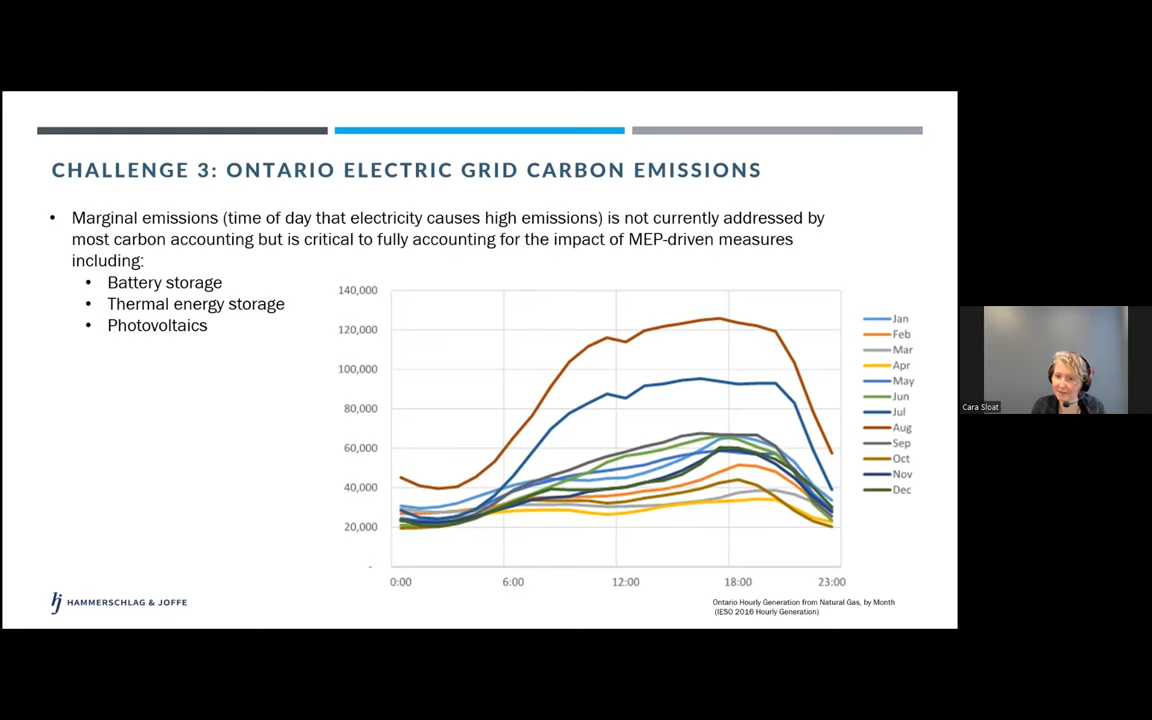 CHALLENGE 3: ONTARIO ELECTRIC GRID CARBON EMISSIONS
• Marginal emissions (time of day that electricity causes high emissions) is not currently addressed by
most carbon accounting but is critical to fully accounting for the impact of MEP-driven measures
including:
• Battery storage
• Thermal energy storage
• Photovoltaics
140,000
120,000
100,000
80,000
60,000
40,000
20,000
-
0:00 6:00 12:00 18:00 23:00
Jan
Feb
Mar
Apr
May
Jun
Jul
Aug
Sep
Oct
Nov
Dec
Cara Sloat
hj HAMMERSCHLAG & JOFFE
Ontario Hourly Generation from Natural Gas, by Month
(IESO 2016 Hourly Generation)